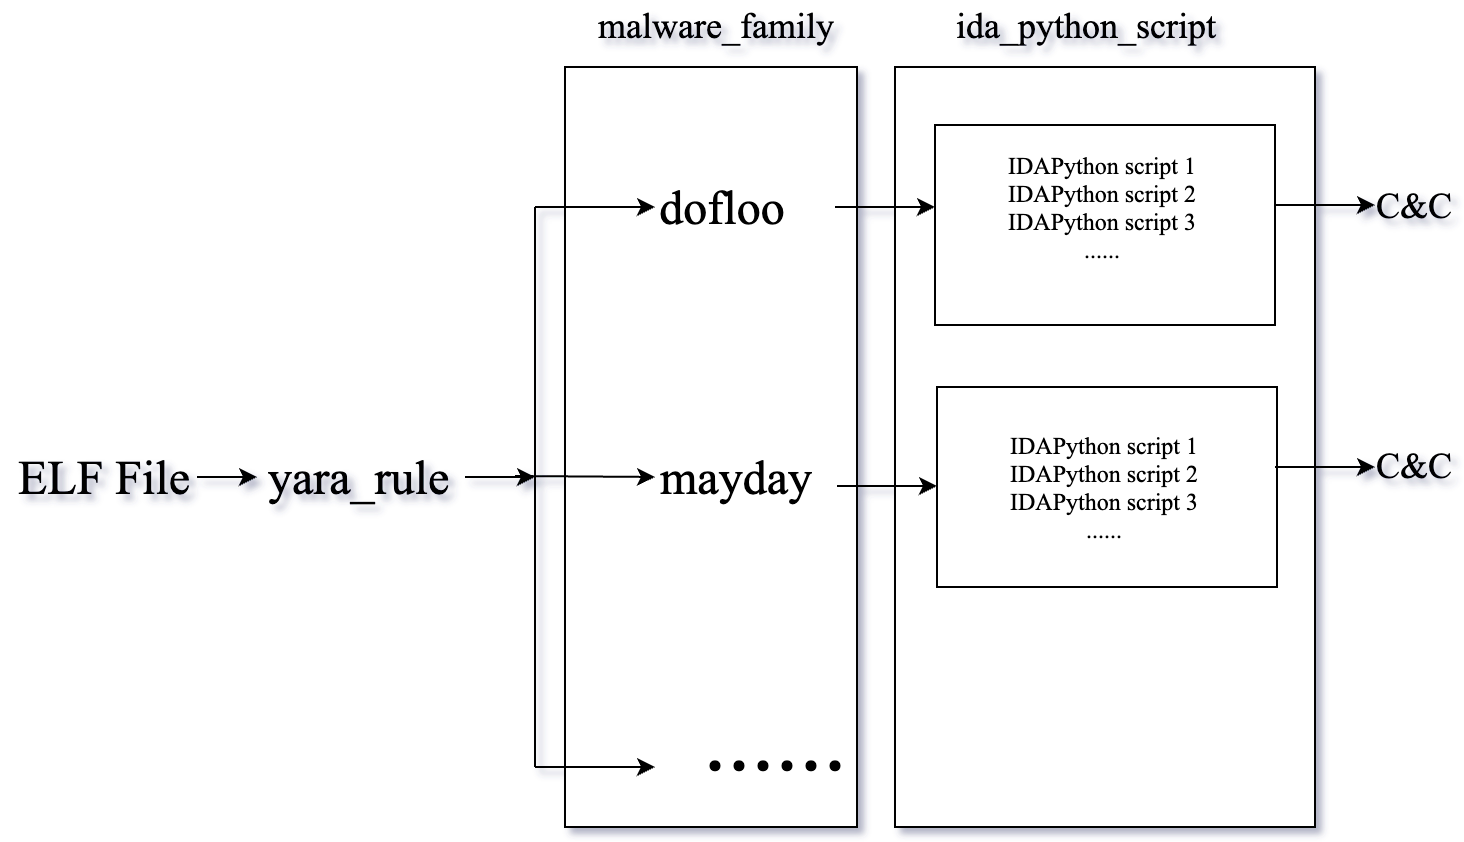 malware_family
ida_python_script
IDAPython script 1
IDAPython script 2
IDAPython script 3
......
dofloo
C&C
ELF File
yara_rule
mayday
IDAPython script 1
IDAPython script 2
IDAPython script 3
......
C&C
......